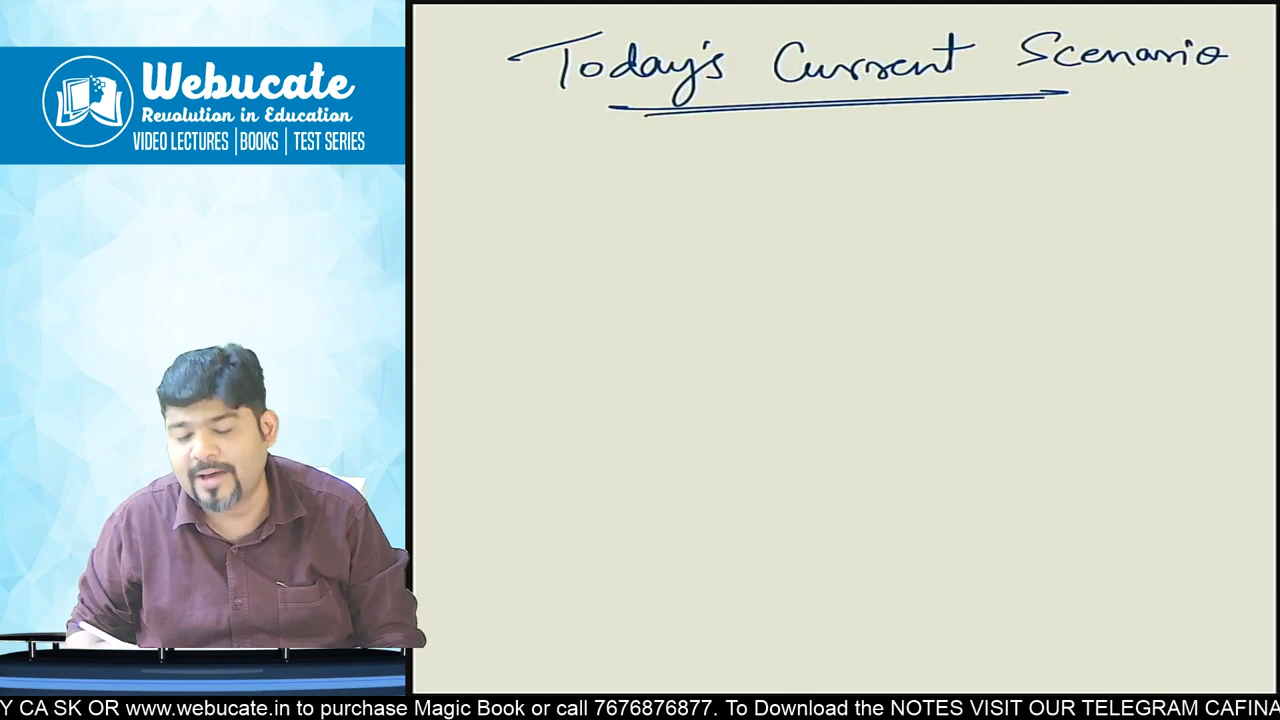 Webucate
Revolution in Education
VIDEO LECTURES | BOOKS | TEST SERIES
Today's Current Scenario
Y CA SK OR www.webucate.in to purchase Magic Book or call 7676876877. To Download the NOTES VISIT OUR TELEGRAM CAFINA